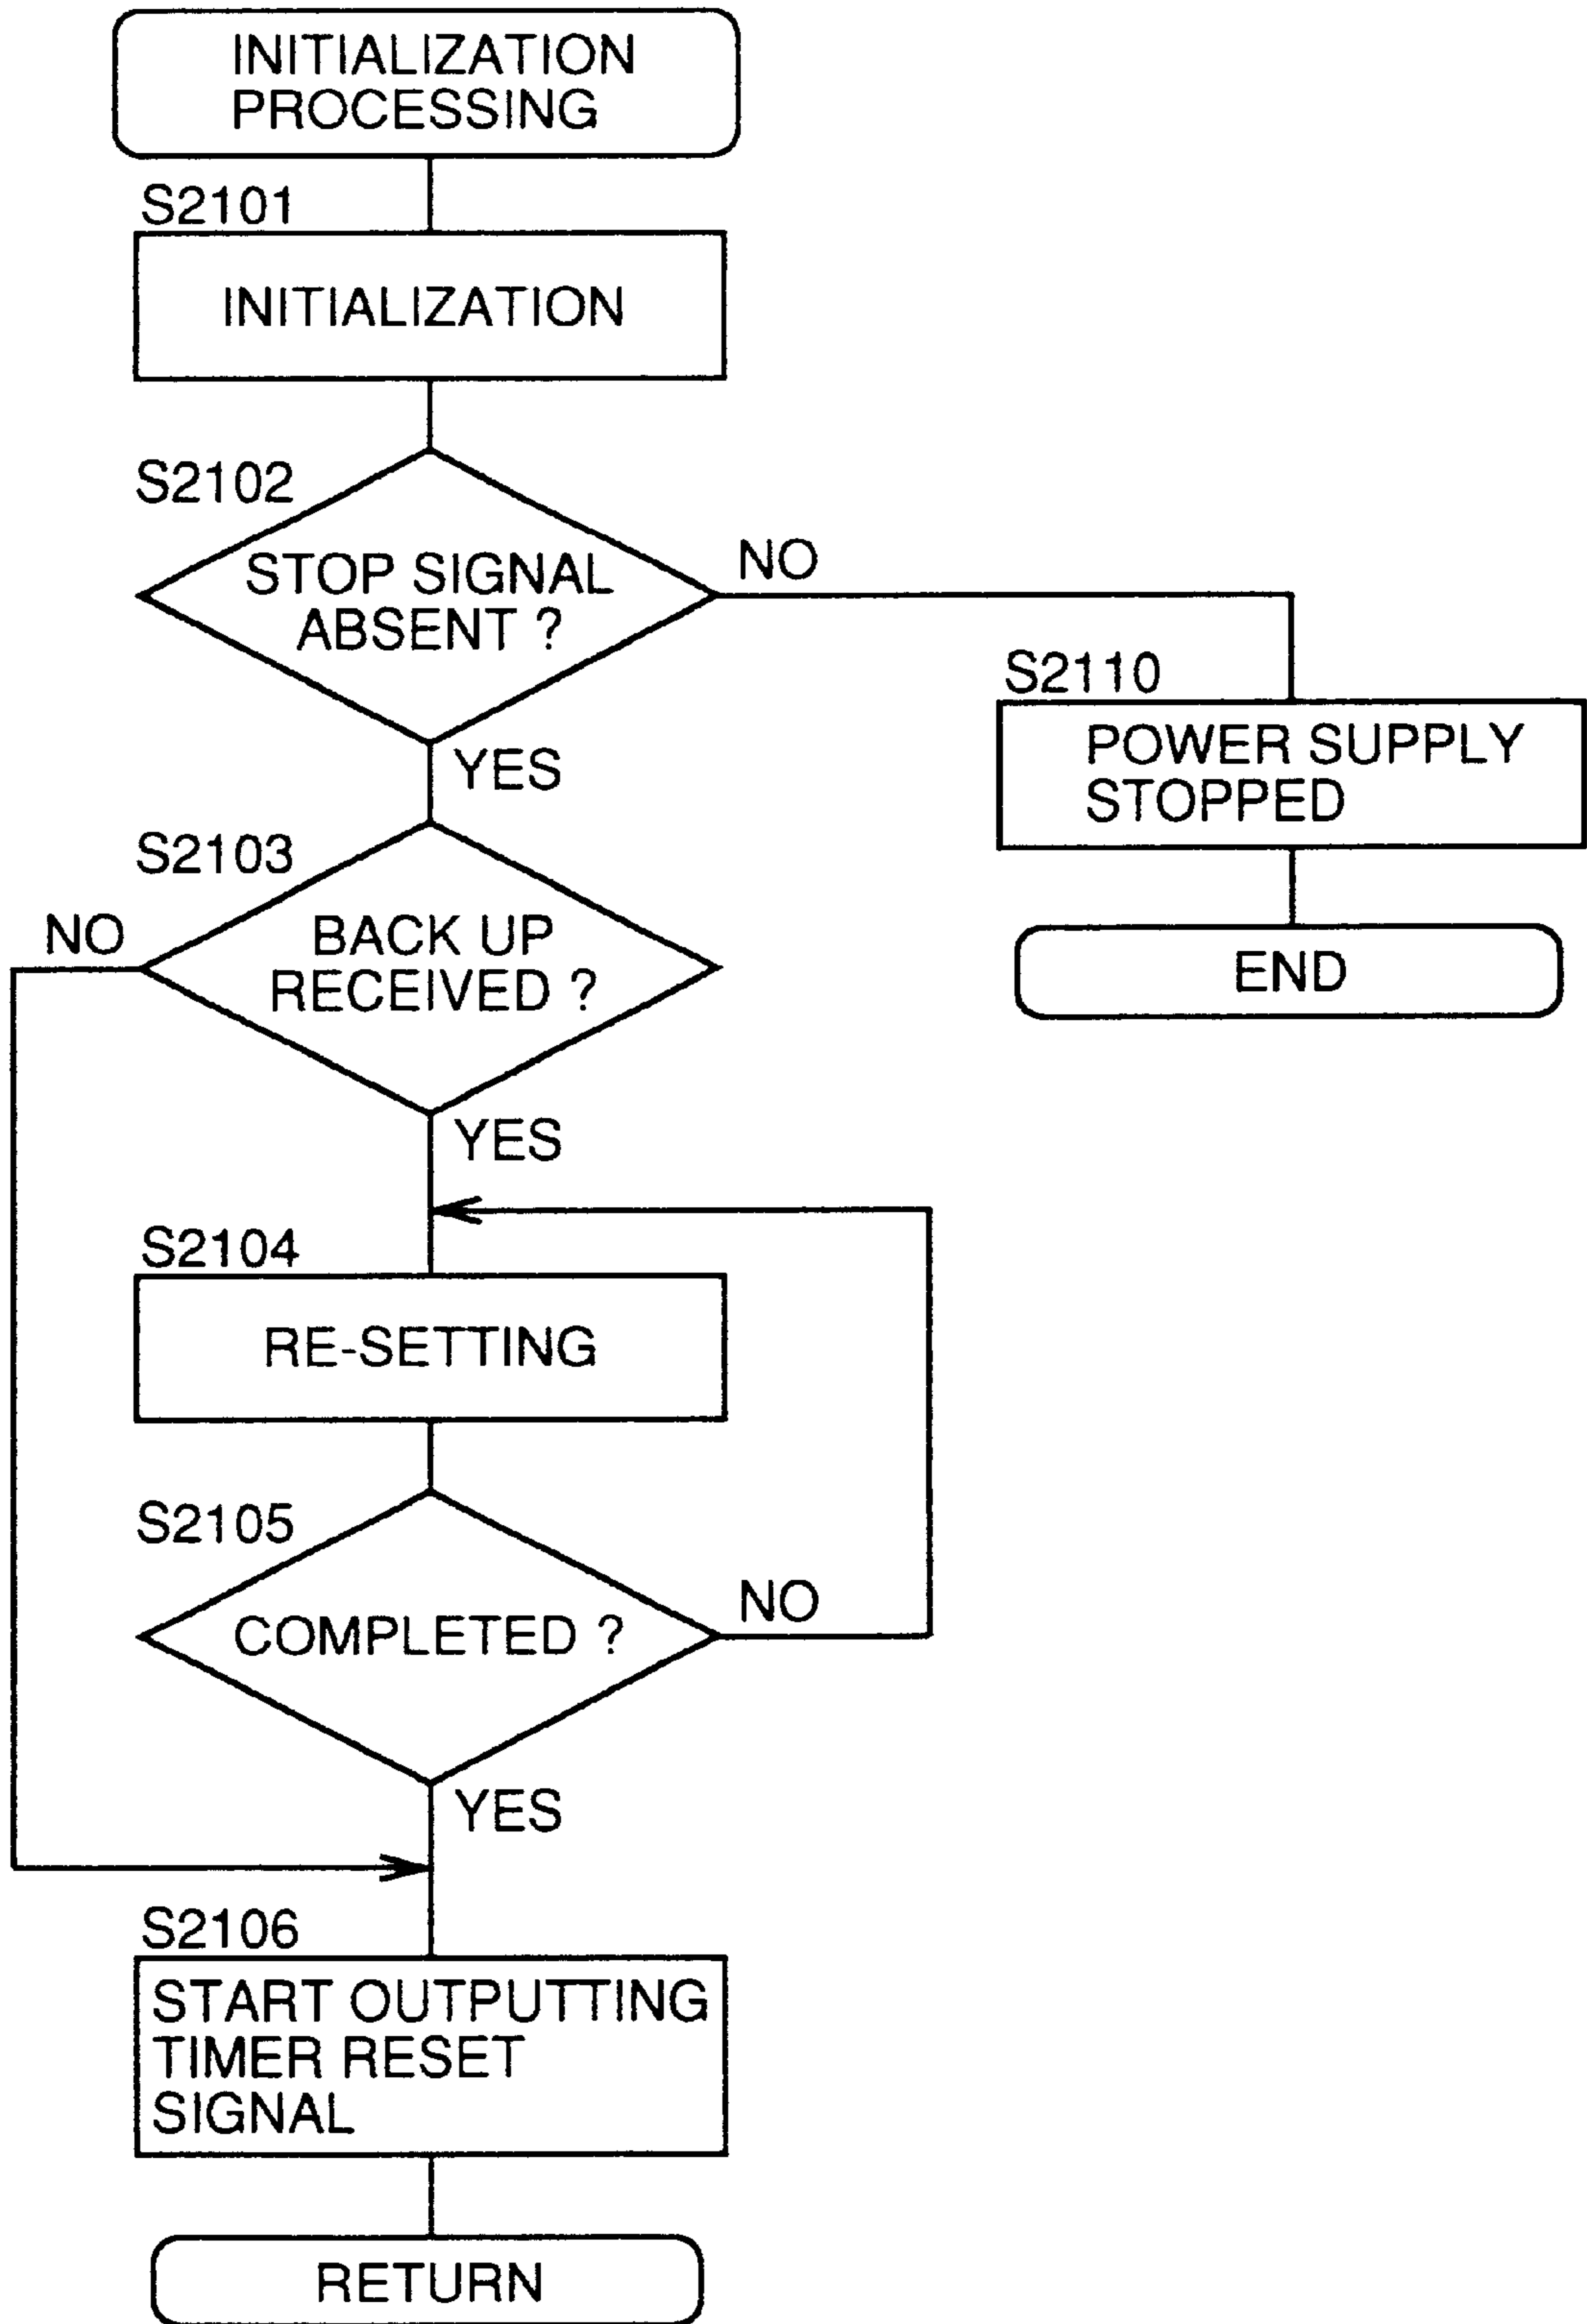 INITIALIZATION
PROCESSING
S2101
INITIALIZATION
S2102
STOP SIGNAL
ABSENT ?
NO
YES
S2110
POWER SUPPLY
STOPPED
END
S2103
NO
BACK UP
RECEIVED ?
YES
S2104
RE-SETTING
S2105
COMPLETED ?
NO
YES
S2106
START OUTPUTTING
TIMER RESET
SIGNAL
RETURN